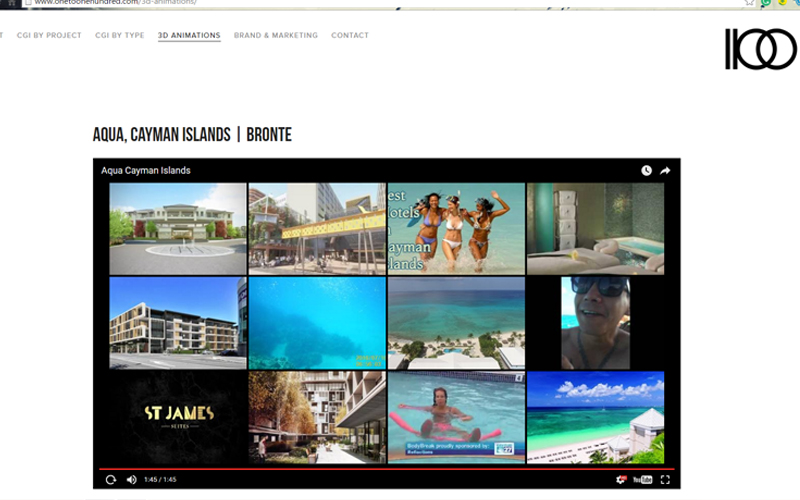 www.onetoonehundred.com/3d-animations/
T CGI BY PROJECT CGI BY TYPE 3D ANIMATIONS BRAND & MARKETING CONTACT
100
AQUA, CAYMAN ISLANDS | BRONTE
Aqua Cayman Islands
est
otels
ayman
lands
ST JAMES
BodyBreak proudly sponsored by:
Reflections
1:45 / 1:45
YouTube